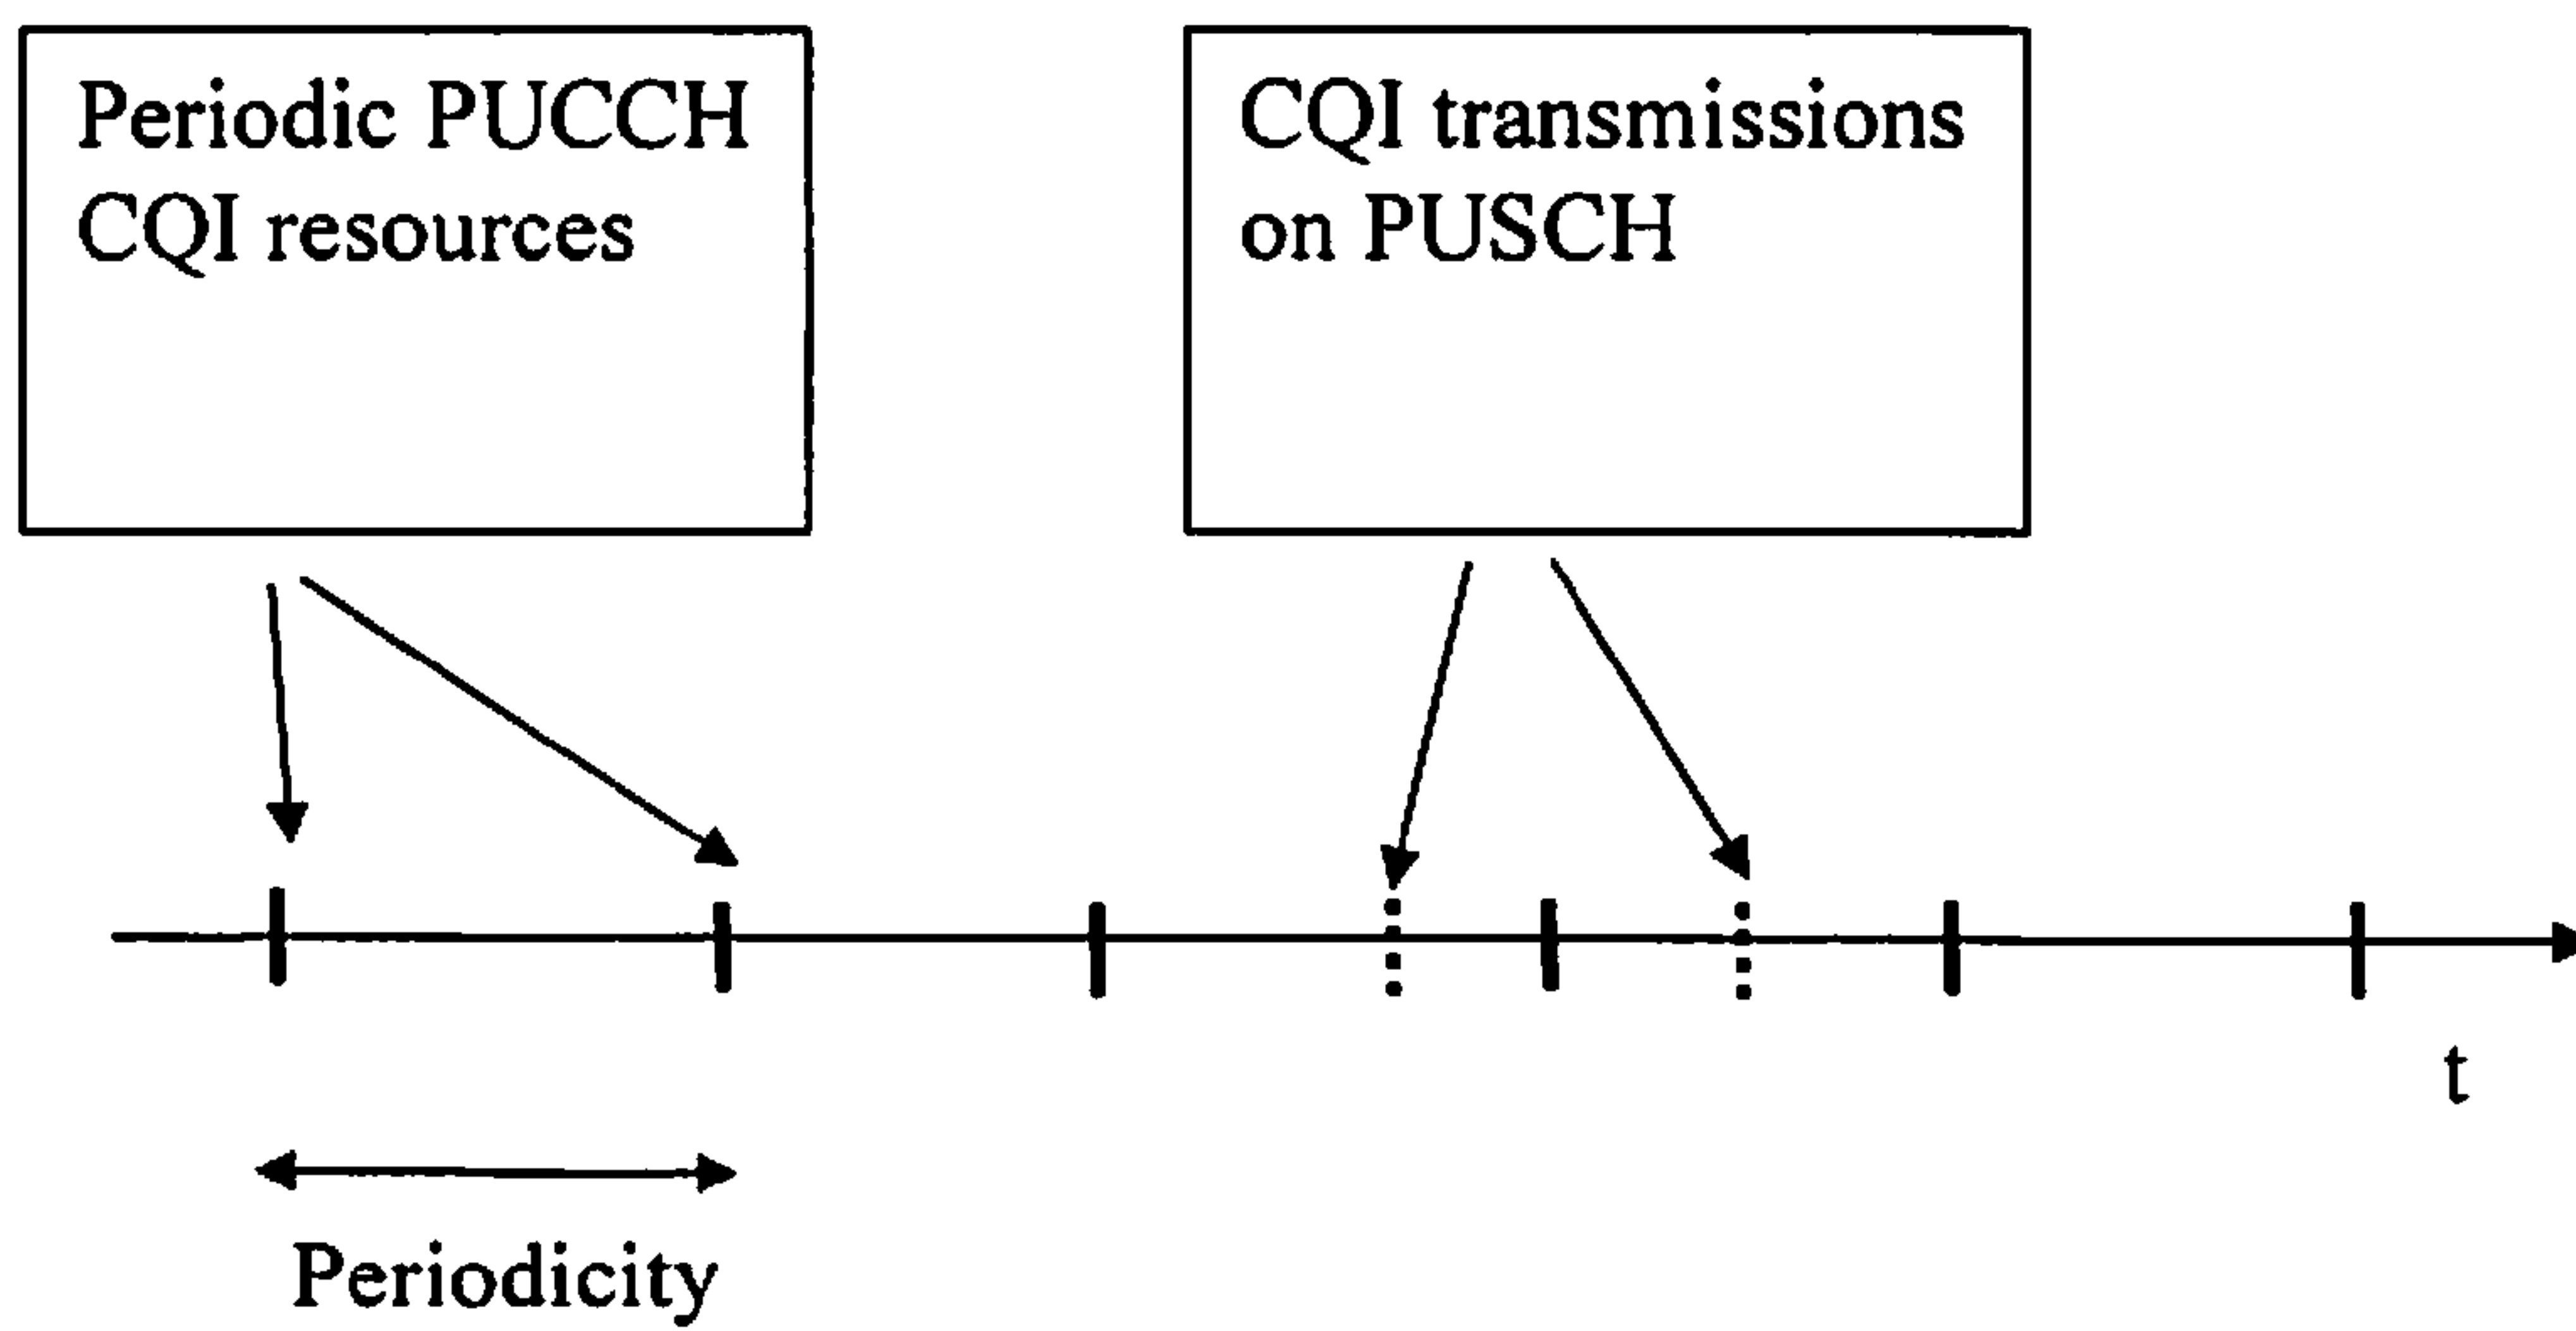 Periodic PUCCH
CQI resources
CQI transmissions
on PUSCH
t
Periodicity